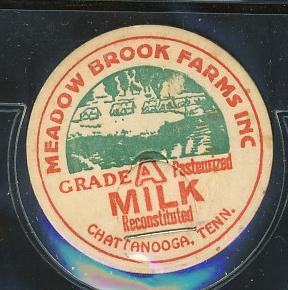 MEADOW BROOK FARMS INC
GRADE A Pasteurized
MILK
Reconstituted
CHATTANOOGA, TENN.